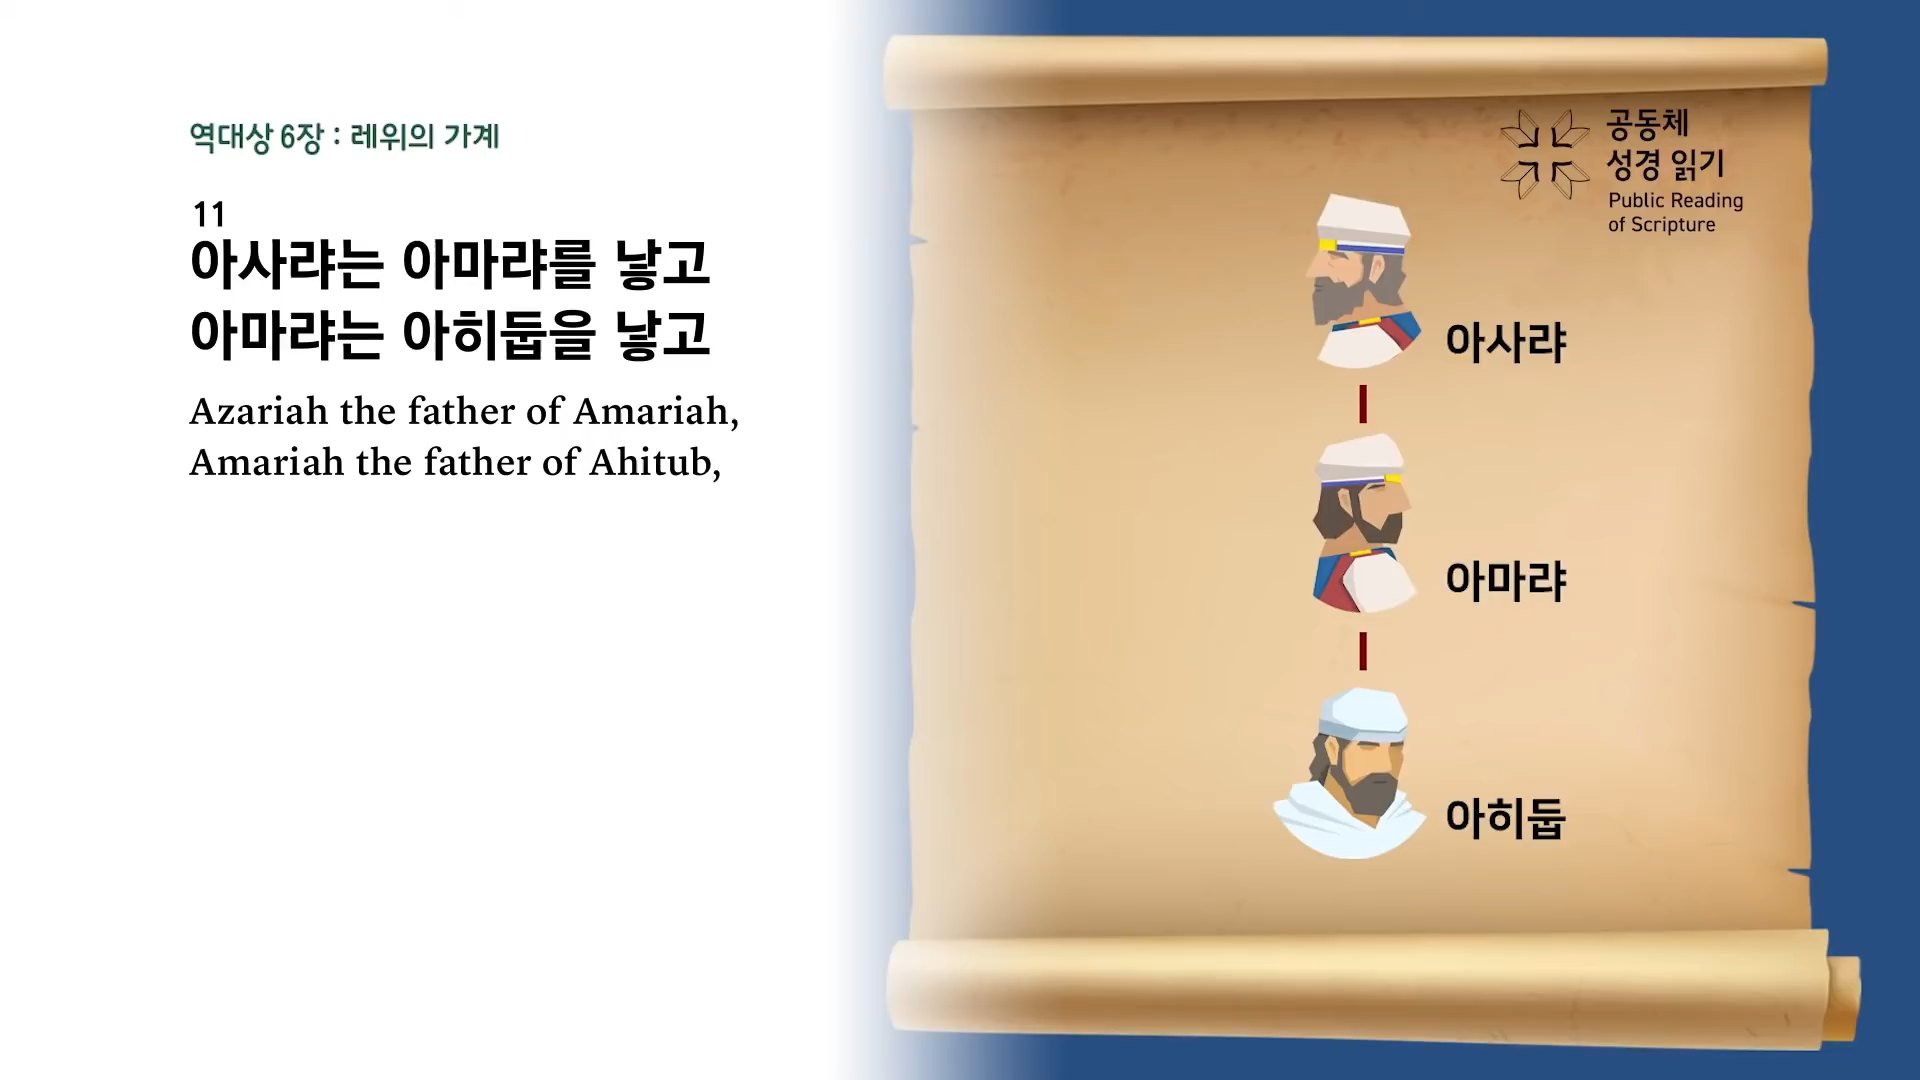 역대상 6장 : 레위의 가계
11
아사랴는 아마랴를 낳고
아마랴는 아히둡을 낳고
Azariah the father of Amariah,
Amariah the father of Ahitub,
공동체
성경 읽기
Public Reading
of Scripture
아사랴
아마랴
아히둡